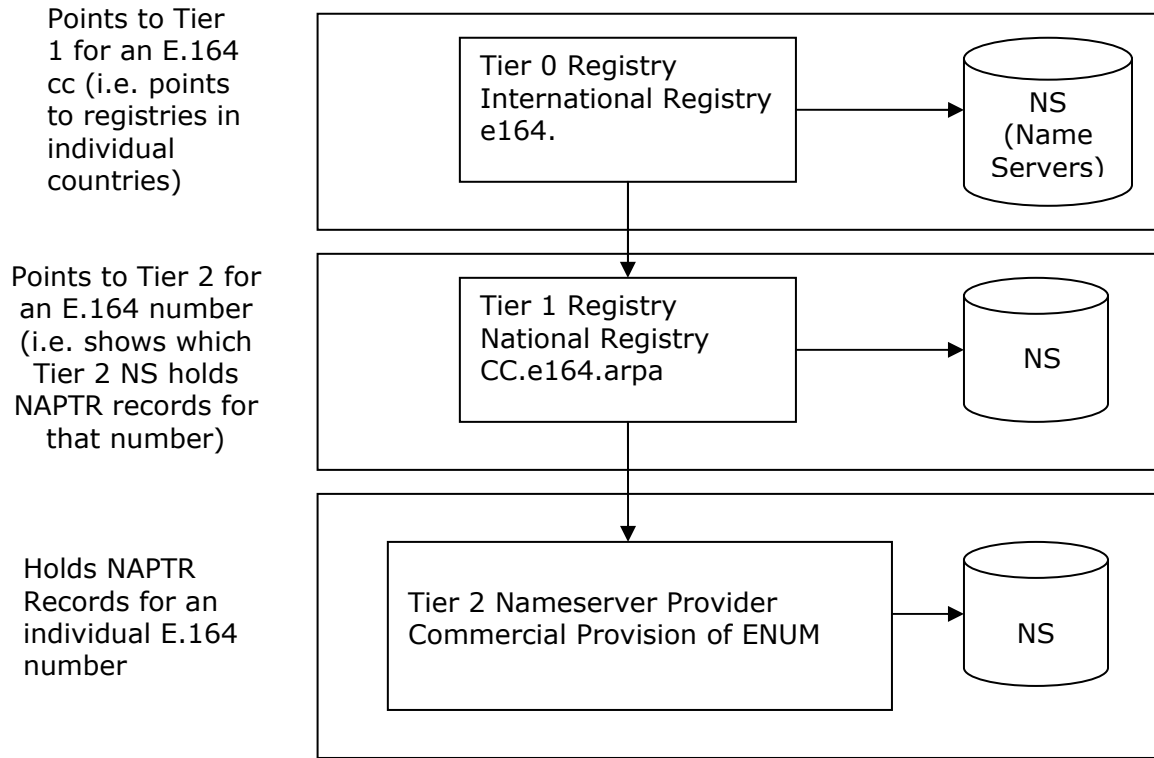 Points to Tier
1 for an E.164
cc (i.e. points
to registries in
individual
countries)
Tier 0 Registry
International Registry
e164.
NS
(Name
Servers)
Points to Tier 2 for
an E.164 number
(i.e. shows which
Tier 2 NS holds
NAPTR records for
that number)
Tier 1 Registry
National Registry
CC.e164.arpa
NS
Holds NAPTR
Records for an
individual E.164
number
Tier 2 Nameserver Provider
Commercial Provision of ENUM
NS